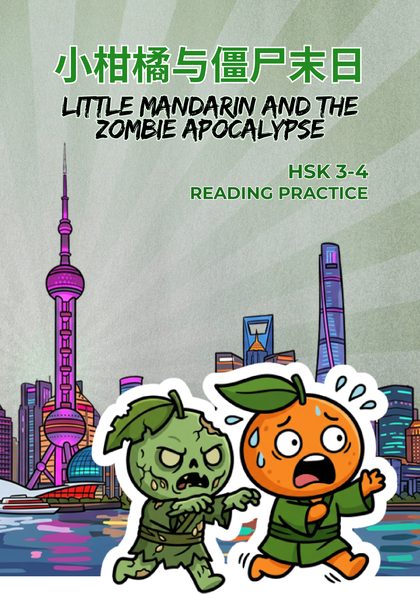 小柑橘与僵尸末日
LITTLE MANDARIN AND THE
ZOMBIE APOCALYPSE
HSK 3-4
READING PRACTICE